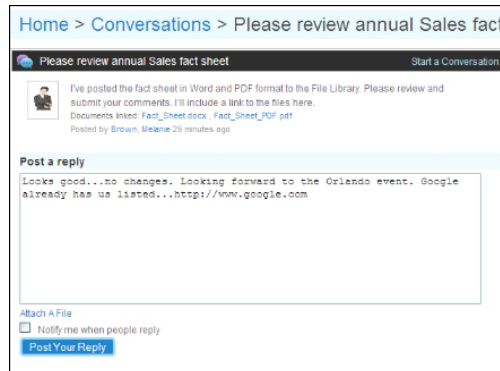 Home > Conversations > Please review annual Sales fact
Please review annual Sales fact sheet
Start a Conversation
I've posted the fact sheet in Word and PDF format to the File Library. Please review and
submit your comments. I'll include a link to the files here.
Documents linked: Fact_Sheet.docx , Fact_Sheet_PDF.pdf
Posted by Brown, Melanie 29 minutes ago
Post a reply
Looks good...no changes. Looking forward to the Orlando event. Google
already has us listed...http://www.google.com
Attach A File
Notify me when people reply
Post Your Reply